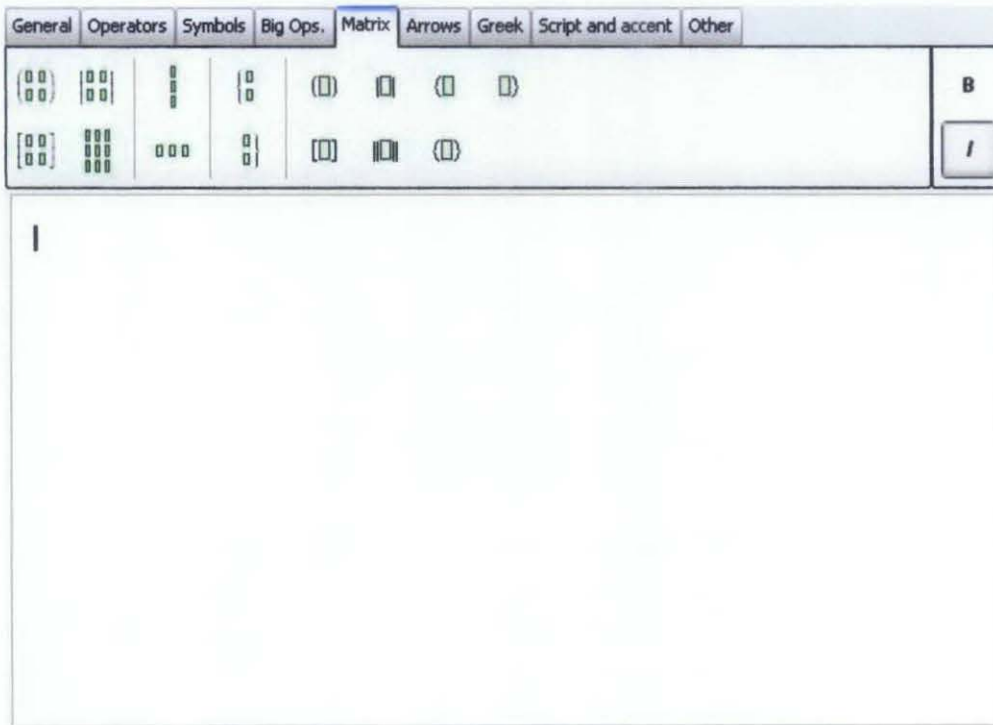 General Operators Symbols Big Ops. Matrix Arrows Greek Script and accent Other
B
I